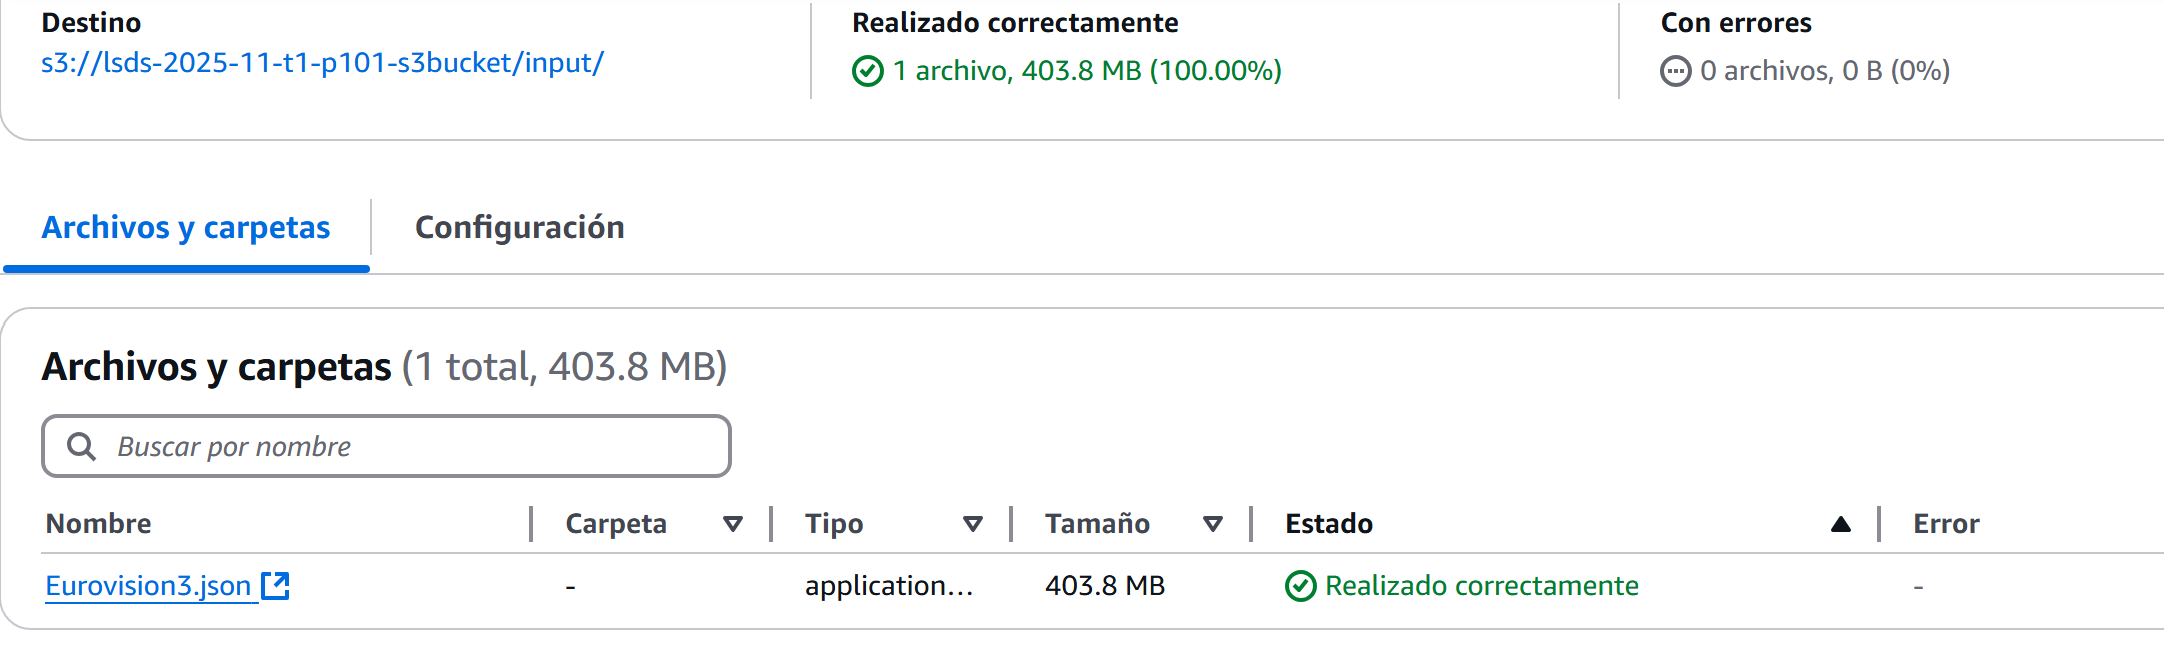 Destino
s3://lsds-2025-11-t1-p101-s3bucket/input/
Realizado correctamente
1 archivo, 403.8 MB (100.00%)
Con errores
0 archivos, 0 B (0%)
Archivos y carpetas
Configuración
Archivos y carpetas (1 total, 403.8 MB)
Buscar por nombre
Nombre Carpeta Tipo Tamaño Estado Error
Eurovision3.json - application... 403.8 MB Realizado correctamente -